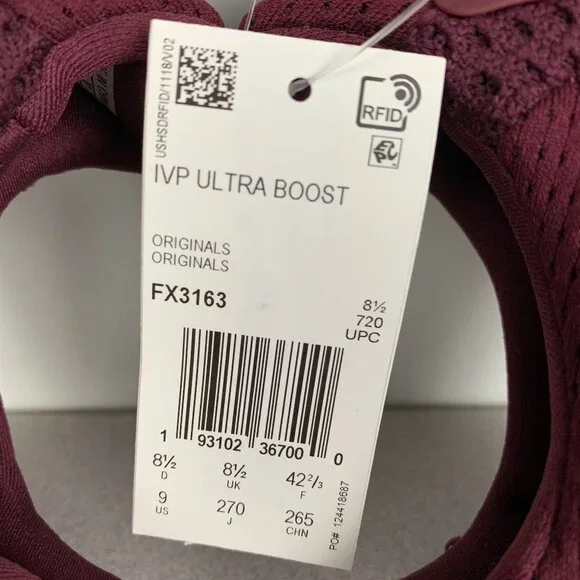 USHSDRFID/1118/V02
RFID
IVP ULTRA BOOST
ORIGINALS
ORIGINALS
FX3163
8½
720
UPC
1 93102 36700 0
8½ 8½ 42⅔
D UK F
9 270 265
US J CHN
PO# 124418687